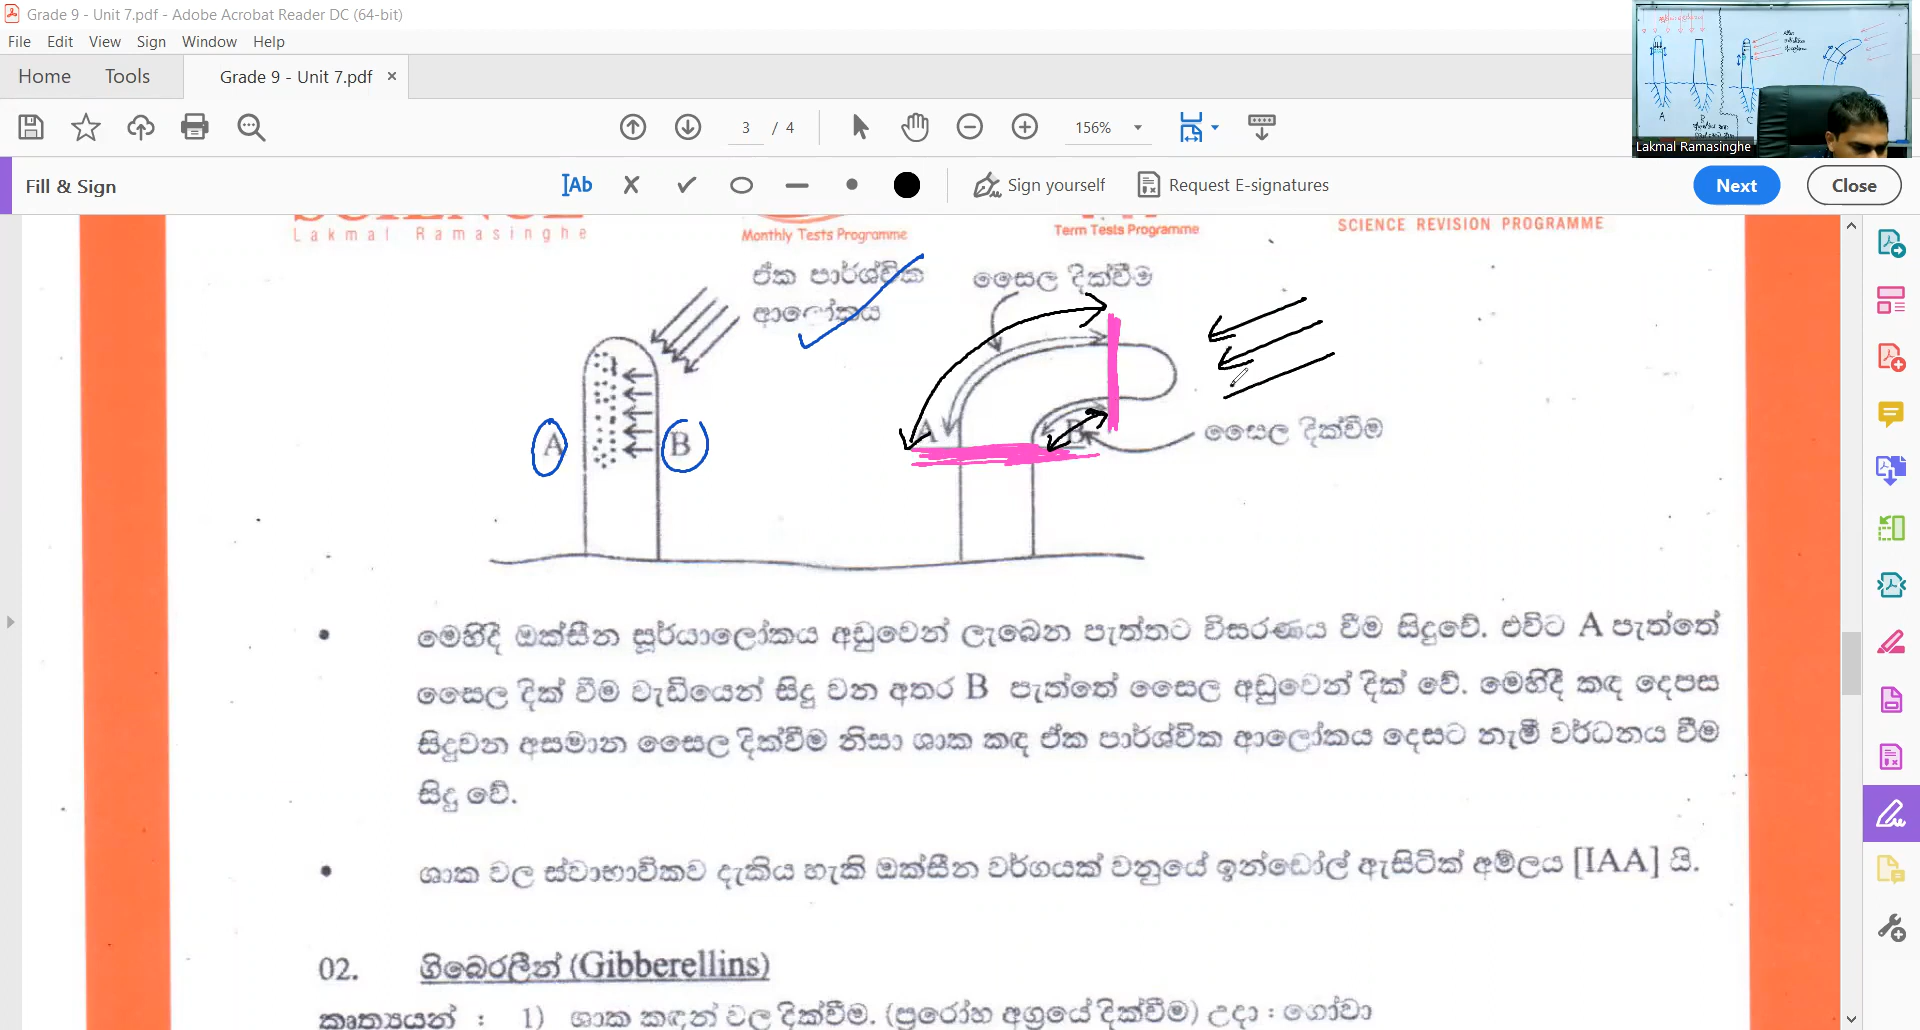 Grade 9 - Unit 7.pdf - Adobe Acrobat Reader DC (64-bit)
File Edit View Sign Window Help
Home Tools Grade 9 - Unit 7.pdf ×
3 / 4 156%
Fill & Sign
Ab Sign yourself Request E-signatures Next Close
Lakmal Ramasinghe
SCIENCE
Lakmal Ramasinghe
Monthly Tests Programme
Term Tests Programme
SCIENCE REVISION PROGRAMME
ඒක පාර්ශ්වික
ආලෝකය
සෛල දික්වීම
A B
A B
සෛල දික්වීම
• මෙහිදී ඔක්සීන සූර්යාලෝකය අඩුවෙන් ලැබෙන පැත්තට විසරණය වීම සිදුවේ. එවිට A පැත්තේ
සෛල දික් වීම වැඩියෙන් සිදු වන අතර B පැත්තේ සෛල අඩුවෙන් දික් වේ. මෙහිදී කඳ දෙපස
සිදුවන අසමාන සෛල දික්වීම නිසා ශාක කඳ ඒක පාර්ශ්වික ආලෝකය දෙසට නැමී වර්ධනය වීම
සිදු වේ.
• ශාක වල ස්වාභාවිකව දැකිය හැකි ඔක්සීන වර්ගයක් වනුයේ ඉන්ඩෝල් ඇසිටික් අම්ලය [IAA] යි.
02. ගිබෙරලීන් (Gibberellins)
කෘත්‍යයන් : 1) ශාක කඳන් වල දික්වීම. (ප්‍රරෝහ අග්‍රයේ දික්වීම) උදා : ගෝවා